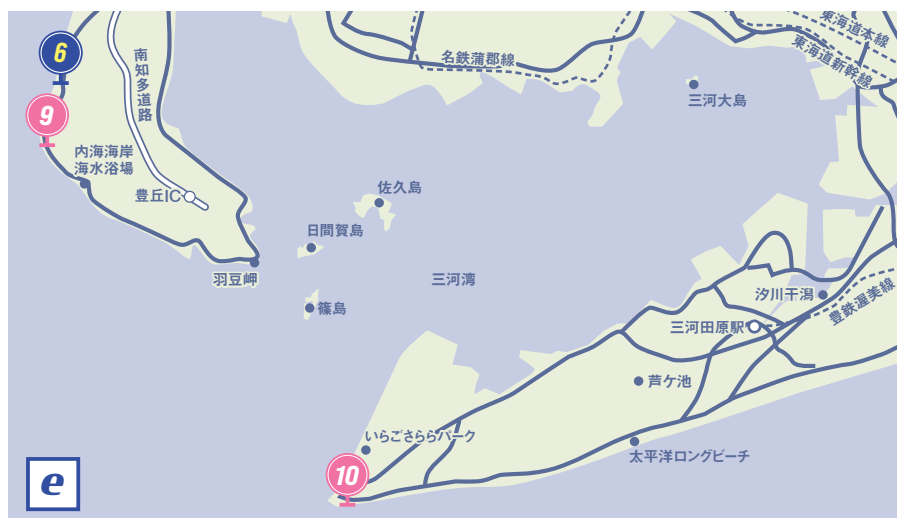 東海道本線
東海道新幹線
名鉄蒲郡線
6
南知多道路
三河大島
9
内海海岸
海水浴場
豊丘IC
佐久島
日間賀島
羽豆岬
三河湾
篠島
汐川干潟
豊鉄渥美線
三河田原駅
芦ケ池
いらごさららパーク
太平洋ロングビーチ
10
e